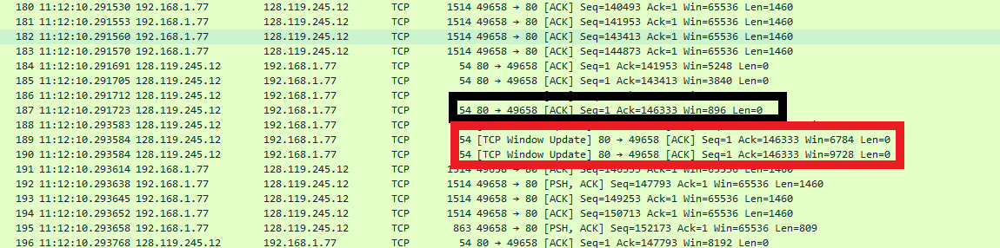 180 11:12:10.291530 192.168.1.77 128.119.245.12 TCP 1514 49658 → 80 [ACK] Seq=140493 Ack=1 Win=65536 Len=1460
181 11:12:10.291553 192.168.1.77 128.119.245.12 TCP 1514 49658 → 80 [ACK] Seq=141953 Ack=1 Win=65536 Len=1460
182 11:12:10.291560 192.168.1.77 128.119.245.12 TCP 1514 49658 → 80 [ACK] Seq=143413 Ack=1 Win=65536 Len=1460
183 11:12:10.291570 192.168.1.77 128.119.245.12 TCP 1514 49658 → 80 [ACK] Seq=144873 Ack=1 Win=65536 Len=1460
184 11:12:10.291691 128.119.245.12 192.168.1.77 TCP 54 80 → 49658 [ACK] Seq=1 Ack=141953 Win=5248 Len=0
185 11:12:10.291705 128.119.245.12 192.168.1.77 TCP 54 80 → 49658 [ACK] Seq=1 Ack=143413 Win=3840 Len=0
186 11:12:10.291712 128.119.245.12 192.168.1.77 TCP
187 11:12:10.291723 128.119.245.12 192.168.1.77 TCP 54 80 → 49658 [ACK] Seq=1 Ack=146333 Win=896 Len=0
188 11:12:10.293583 128.119.245.12 192.168.1.77 TCP
189 11:12:10.293584 128.119.245.12 192.168.1.77 TCP 54 [TCP Window Update] 80 → 49658 [ACK] Seq=1 Ack=146333 Win=6784 Len=0
190 11:12:10.293584 128.119.245.12 192.168.1.77 TCP 54 [TCP Window Update] 80 → 49658 [ACK] Seq=1 Ack=146333 Win=9728 Len=0
191 11:12:10.293614 192.168.1.77 128.119.245.12 TCP 1514 49658 → 80 [ACK] Ack=1 Win=65536 Len=1460
192 11:12:10.293638 192.168.1.77 128.119.245.12 TCP 1514 49658 → 80 [PSH, ACK] Seq=147793 Ack=1 Win=65536 Len=1460
193 11:12:10.293645 192.168.1.77 128.119.245.12 TCP 1514 49658 → 80 [ACK] Seq=149253 Ack=1 Win=65536 Len=1460
194 11:12:10.293652 192.168.1.77 128.119.245.12 TCP 1514 49658 → 80 [ACK] Seq=150713 Ack=1 Win=65536 Len=1460
195 11:12:10.293658 192.168.1.77 128.119.245.12 TCP 863 49658 → 80 [PSH, ACK] Seq=152173 Ack=1 Win=65536 Len=809
196 11:12:10.293768 128.119.245.12 192.168.1.77 TCP 54 80 → 49658 [ACK] Seq=1 Ack=147793 Win=8192 Len=0